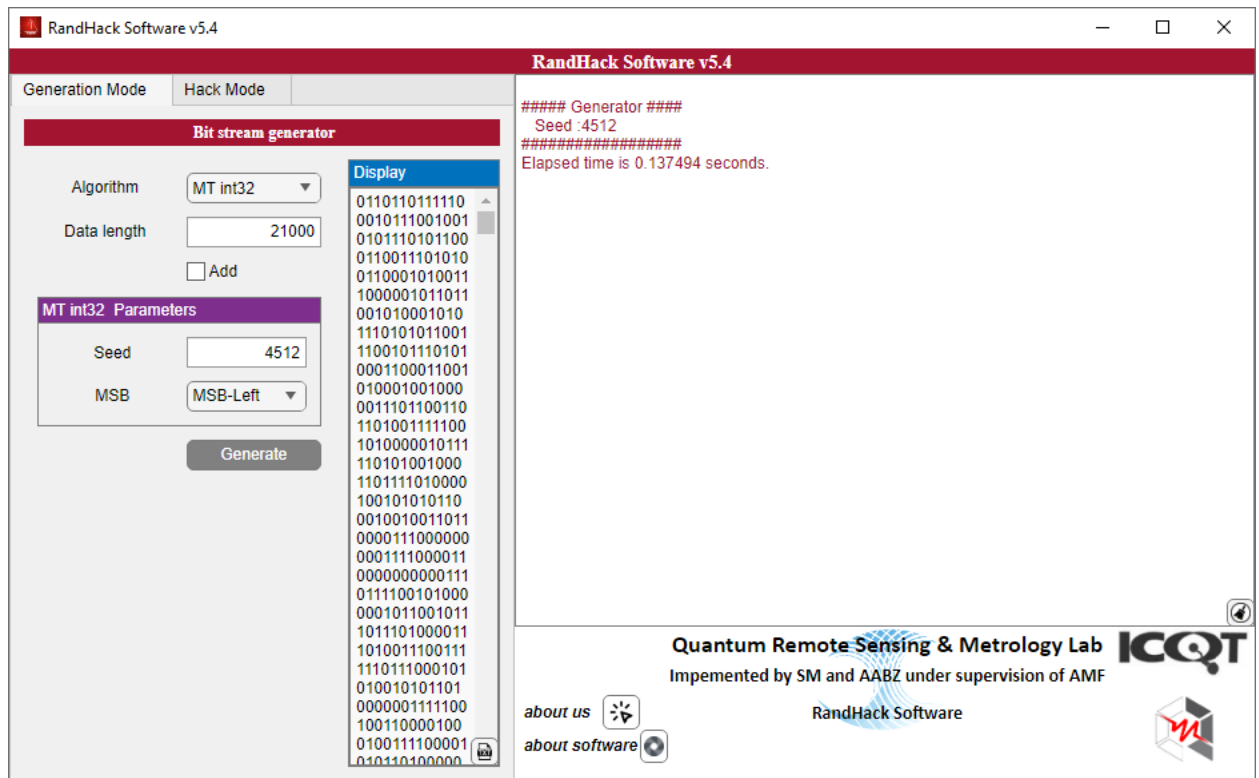 RandHack Software v5.4
RandHack Software v5.4
Generation Mode
Hack Mode
Bit stream generator
Algorithm
MT int32
Data length
21000
Add
MT int32 Parameters
Seed
4512
MSB
MSB-Left
Generate
Display
0110110111110
0010111001001
0101110101100
0110011101010
0110001010011
1000001011011
001010001010
1110101011001
1100101110101
0001100011001
010001001000
0011101100110
1101001111100
1010000010111
110101001000
1101111010000
100101010110
0010010011011
0000111000000
0001111000011
0000000000111
0111100101000
0001011001011
1011101000011
1010011100111
1110111000101
010010101101
0000001111100
100110000100
0100111100001
010110100000
TXT
##### Generator ####
Seed :4512
##################
Elapsed time is 0.137494 seconds.
Quantum Remote Sensing & Metrology Lab
ICQT
Impemented by SM and AABZ under supervision of AMF
about us
RandHack Software
about software